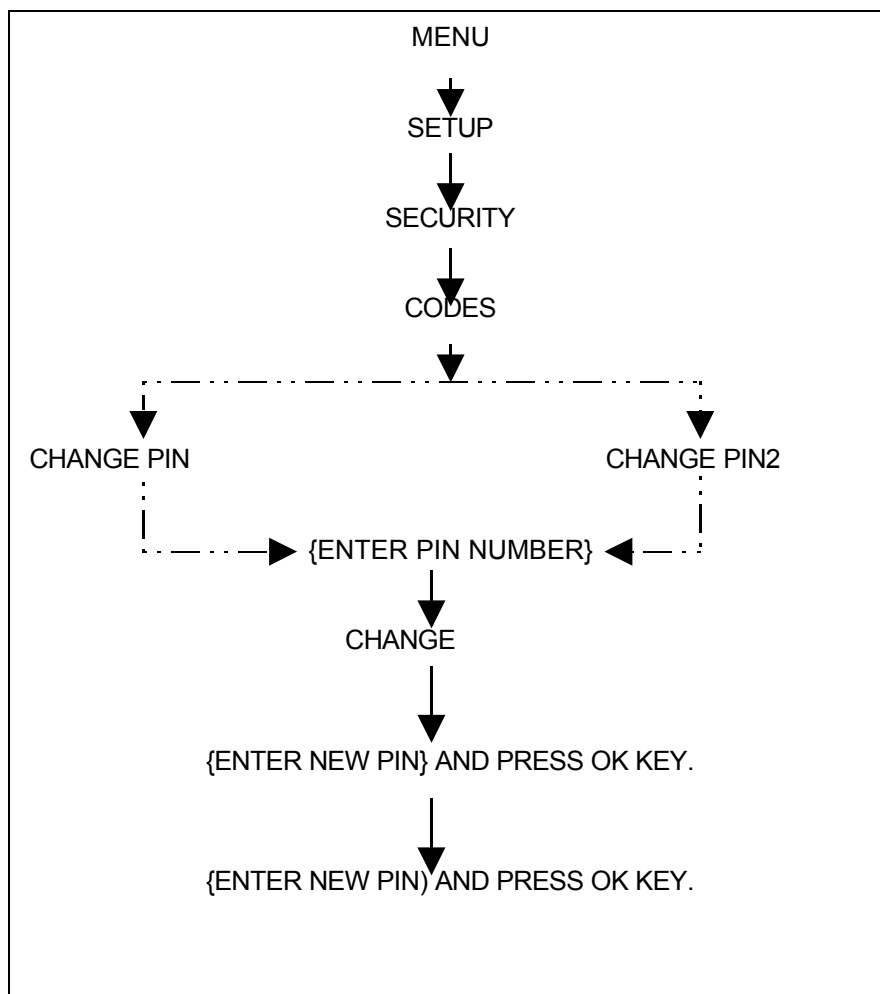 MENU
SETUP
SECURITY
CODES
CHANGE PIN
CHANGE PIN2
{ENTER PIN NUMBER}
CHANGE
{ENTER NEW PIN} AND PRESS OK KEY.
{ENTER NEW PIN) AND PRESS OK KEY.